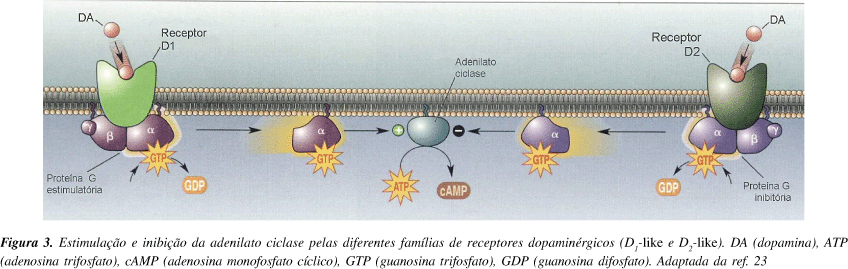 DA
Receptor
D1
γ
β
α
GTP
GDP
Proteína G
estimulatória
α
GTP
+
Adenilato
ciclase
ATP
cAMP
-
α
GTP
DA
Receptor
D2
α
β
γ
GTP
GDP
Proteína G
inibitória
Figura 3. Estimulação e inibição da adenilato ciclase pelas diferentes famílias de receptores dopaminérgicos (D1-like e D2-like). DA (dopamina), ATP
(adenosina trifosfato), cAMP (adenosina monofosfato cíclico), GTP (guanosina trifosfato), GDP (guanosina difosfato). Adaptada da ref. 23